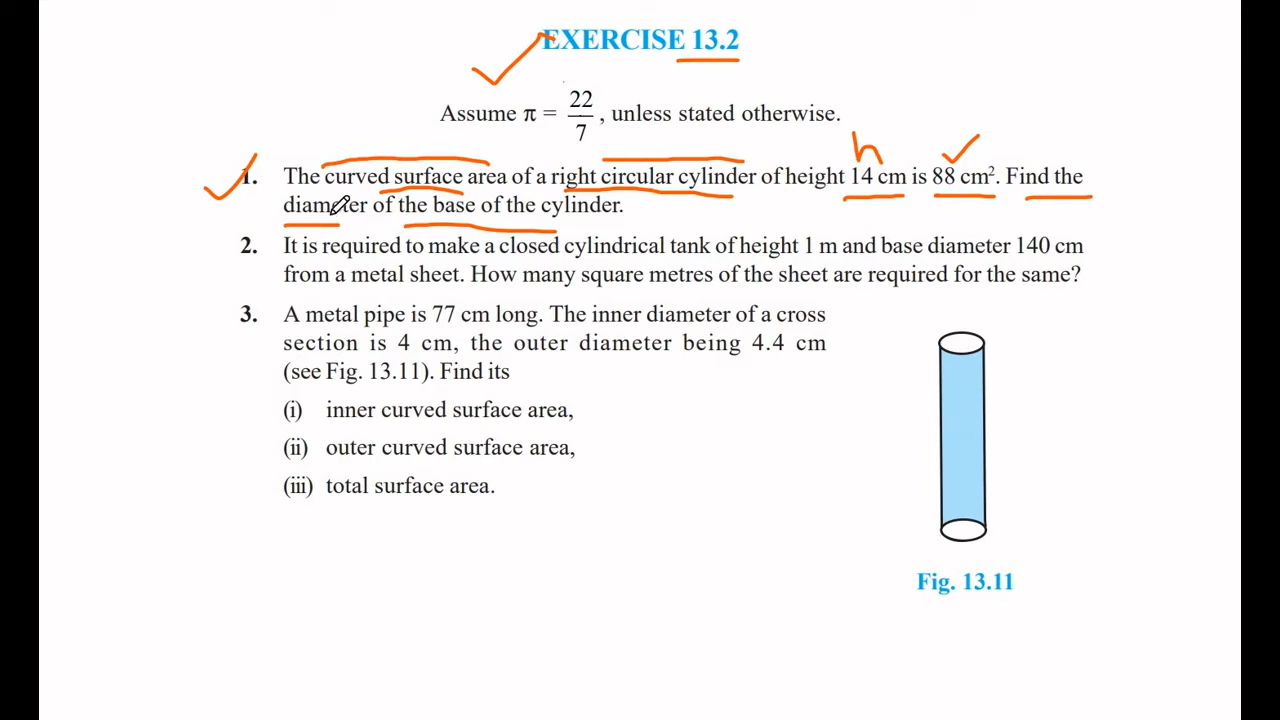 EXERCISE 13.2
Assume π = 22/7, unless stated otherwise.
h
1. The curved surface area of a right circular cylinder of height 14 cm is 88 cm². Find the
diameter of the base of the cylinder.
2. It is required to make a closed cylindrical tank of height 1 m and base diameter 140 cm
from a metal sheet. How many square metres of the sheet are required for the same?
3. A metal pipe is 77 cm long. The inner diameter of a cross
section is 4 cm, the outer diameter being 4.4 cm
(see Fig. 13.11). Find its
(i) inner curved surface area,
(ii) outer curved surface area,
(iii) total surface area.
Fig. 13.11